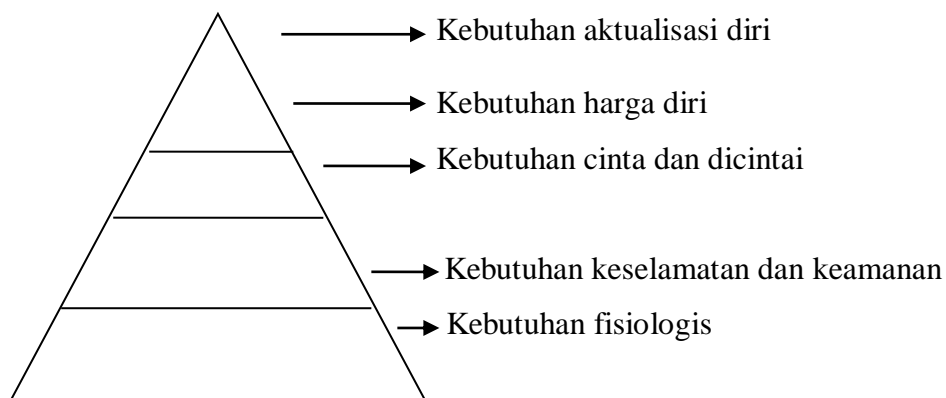 Kebutuhan aktualisasi diri
Kebutuhan harga diri
Kebutuhan cinta dan dicintai
Kebutuhan keselamatan dan keamanan
Kebutuhan fisiologis